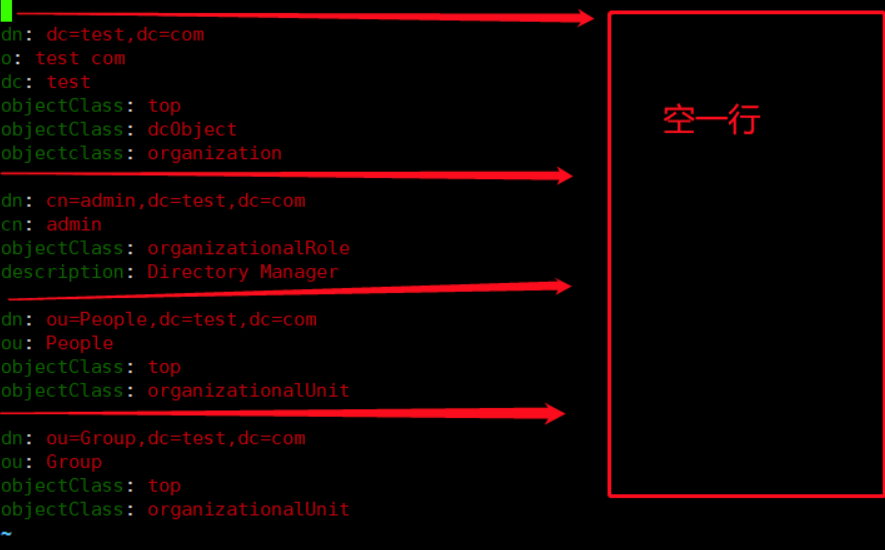 dn: dc=test,dc=com
o: test com
dc: test
objectClass: top
objectClass: dcObject
objectclass: organization
dn: cn=admin,dc=test,dc=com
cn: admin
objectClass: organizationalRole
description: Directory Manager
dn: ou=People,dc=test,dc=com
ou: People
objectClass: top
objectClass: organizationalUnit
dn: ou=Group,dc=test,dc=com
ou: Group
objectClass: top
objectClass: organizationalUnit
~
空一行